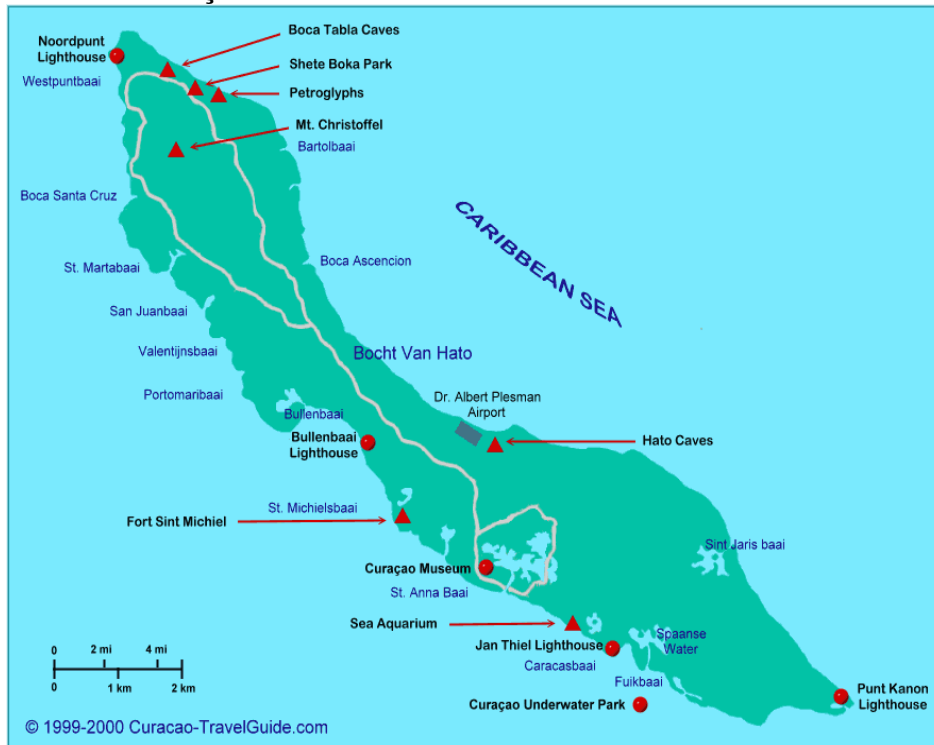 Boca Tabla Caves
Noordpunt
Lighthouse
Shete Boka Park
Westpuntbaai
Petroglyphs
Mt. Christoffel
Bartolbaai
Boca Santa Cruz
CARIBBEAN SEA
St. Martabaai
Boca Ascencion
San Juanbaai
Valentijnsbaai
Bocht Van Hato
Portomaribaai
Dr. Albert Plesman
Airport
Bullenbaai
Bullenbaai
Lighthouse
Hato Caves
St. Michielsbaai
Fort Sint Michiel
Sint Jaris baai
Curaçao Museum
St. Anna Baai
Sea Aquarium
Spaanse
Water
Jan Thiel Lighthouse
Caracasbaai
Fuikbaai
0 2 mi 4 mi
0 1 km 2 km
Curaçao Underwater Park
Punt Kanon
Lighthouse
© 1999-2000 Curacao-TravelGuide.com